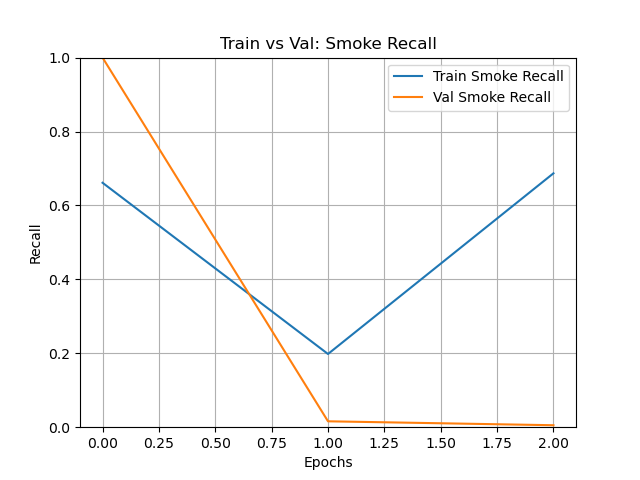 Train vs Val: Smoke Recall
Train Smoke Recall
Val Smoke Recall
1.0
0.8
0.6
0.4
0.2
0.0
Recall
0.00 0.25 0.50 0.75 1.00 1.25 1.50 1.75 2.00
Epochs